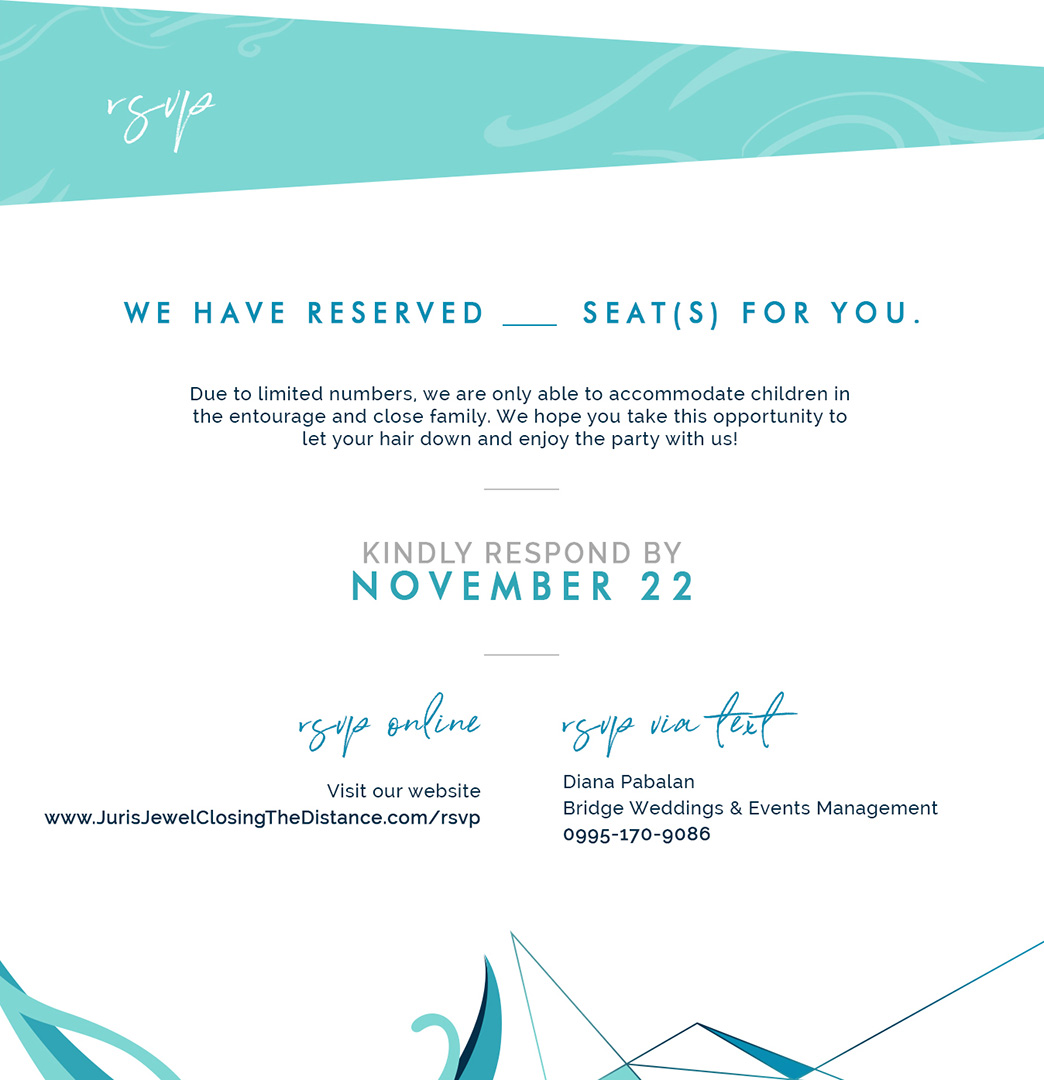 rsvp
WE HAVE RESERVED ____ SEAT(S) FOR YOU.
Due to limited numbers, we are only able to accommodate children in
the entourage and close family. We hope you take this opportunity to
let your hair down and enjoy the party with us!
KINDLY RESPOND BY
NOVEMBER 22
rsvp online
Visit our website
www.JurisJewelClosingTheDistance.com/rsvp
rsvp via text
Diana Pabalan
Bridge Weddings & Events Management
0995-170-9086